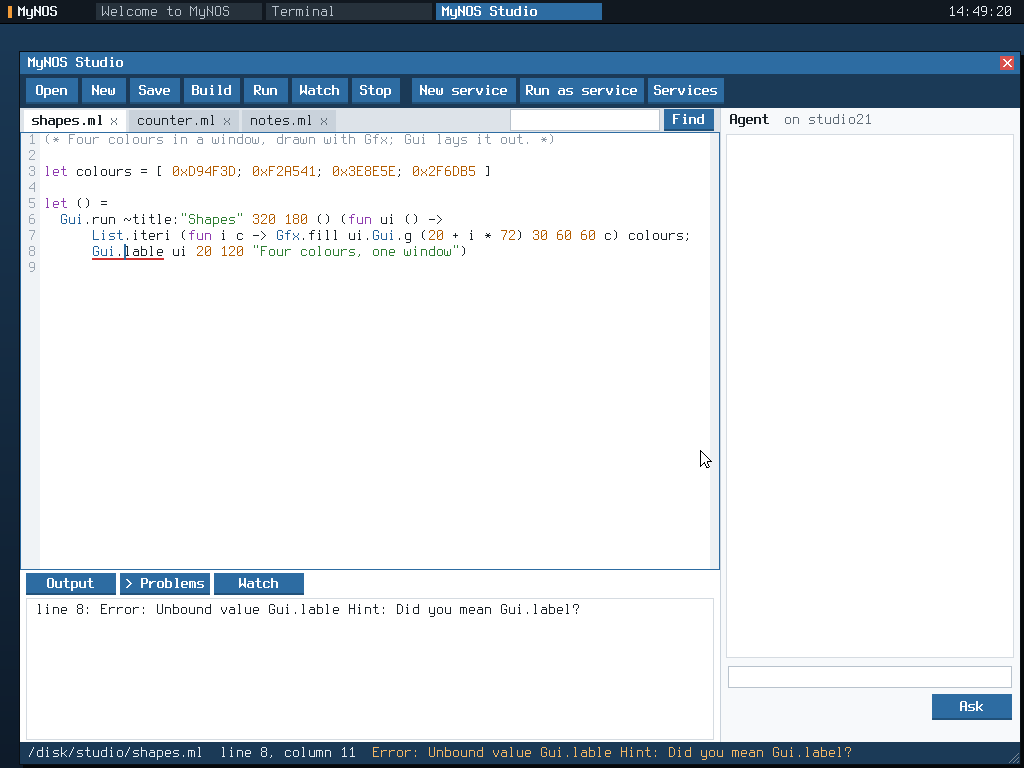 MyNOS Welcome to MyNOS Terminal MyNOS Studio 14:49:20
MyNOS Studio
Open New Save Build Run Watch Stop New service Run as service Services
shapes.ml x counter.ml x notes.ml x Find Agent on studio21
1 (* Four colours in a window, drawn with Gfx; Gui lays it out. *)
2
3 let colours = [ 0xD94F3D; 0xF2A541; 0x3E8E5E; 0x2F6DB5 ]
4
5 let () =
6 Gui.run ~title:"Shapes" 320 180 () (fun ui () ->
7 List.iteri (fun i c -> Gfx.fill ui.Gui.g (20 + i * 72) 30 60 60 c) colours;
8 Gui.lable ui 20 120 "Four colours, one window")
9
Output > Problems Watch
line 8: Error: Unbound value Gui.lable Hint: Did you mean Gui.label?
Ask
/disk/studio/shapes.ml line 8, column 11 Error: Unbound value Gui.lable Hint: Did you mean Gui.label?